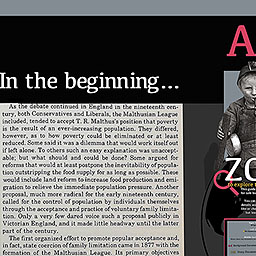 In the beginning...
As the debate continued in England in the nineteenth cen-
tury, both Conservatives and Liberals, the Malthusian League
included, tended to accept T. R. Malthus's position that poverty
is the result of an ever-increasing population. They differed,
however, as to how poverty could be eliminated or at least
reduced. Some said it was a dilemma that would work itself out
if left alone. To others such an easy explanation was unaccept-
able; but what should and could be done? Some argued for
reforms that would at least postpone the inevitability of popula-
tion outstripping the food supply for as long as possible. These
would include land reform to increase food production and emi-
gration to relieve the immediate population pressure. Another
proposal, much more radical for the early nineteenth century,
called for the control of population by individuals themselves
through the acceptance and practice of voluntary family limita-
tion. Only a very few dared voice such a proposal publicly in
Victorian England, and it made little headway until the latter
part of the century.
The first organized effort to promote popular acceptance and,
in fact, state coercion of family limitation came in 1877 with the
formation of the Malthusian League. Its primary objectives
A
ZO
to explore